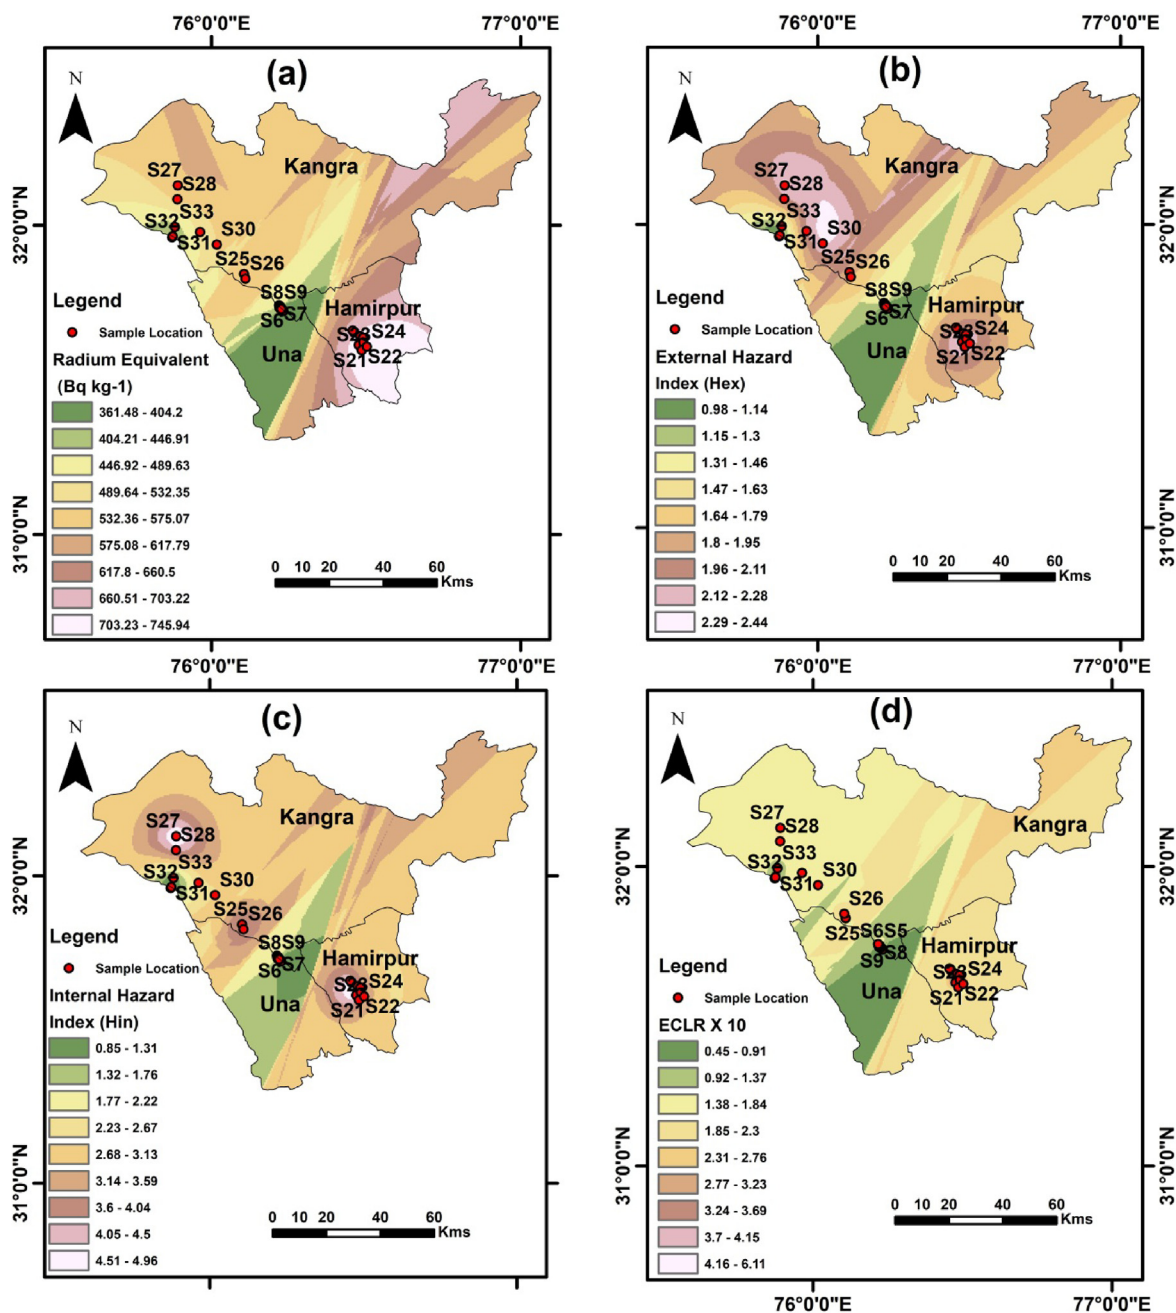 76°0'0"E
77°0'0"E
76°0'0"E
77°0'0"E
(a)
N
Kangra
S27
S28
S33
S32
S30
S31
S25
S26
S8
S9
S6
S7
Hamirpur
S23
S24
S21
S22
Una
32°0'0"N
31°0'0"N
Legend
Sample Location
Radium Equivalent
(Bq kg-1)
361.48 - 404.2
404.21 - 446.91
446.92 - 489.63
489.64 - 532.35
532.36 - 575.07
575.08 - 617.79
617.8 - 660.5
660.51 - 703.22
703.23 - 745.94
0 10 20 40 60
Kms
(b)
N
Kangra
S27
S28
S33
S32
S30
S31
S25
S26
S8
S9
S6
S7
Hamirpur
S23
S24
S21
S22
Una
32°0'0"N
31°0'0"N
Legend
Sample Location
External Hazard
Index (Hex)
0.98 - 1.14
1.15 - 1.3
1.31 - 1.46
1.47 - 1.63
1.64 - 1.79
1.8 - 1.95
1.96 - 2.11
2.12 - 2.28
2.29 - 2.44
0 10 20 40 60
Kms
76°0'0"E
77°0'0"E
76°0'0"E
77°0'0"E
(c)
N
Kangra
S27
S28
S33
S32
S30
S31
S25
S26
S8
S9
S6
S7
Hamirpur
S23
S24
S21
S22
Una
32°0'0"N
31°0'0"N
Legend
Sample Location
Internal Hazard
Index (Hin)
0.85 - 1.31
1.32 - 1.76
1.77 - 2.22
2.23 - 2.67
2.68 - 3.13
3.14 - 3.59
3.6 - 4.04
4.05 - 4.5
4.51 - 4.96
0 10 20 40 60
Kms
(d)
N
Kangra
S27
S28
S33
S32
S30
S31
S26
S25
S6
S5
S9
S8
Hamirpur
S23
S24
S21
S22
Una
32°0'0"N
31°0'0"N
Legend
Sample Location
ECLR X 10
0.45 - 0.91
0.92 - 1.37
1.38 - 1.84
1.85 - 2.3
2.31 - 2.76
2.77 - 3.23
3.24 - 3.69
3.7 - 4.15
4.16 - 6.11
0 10 20 40 60
Kms
76°0'0"E
77°0'0"E